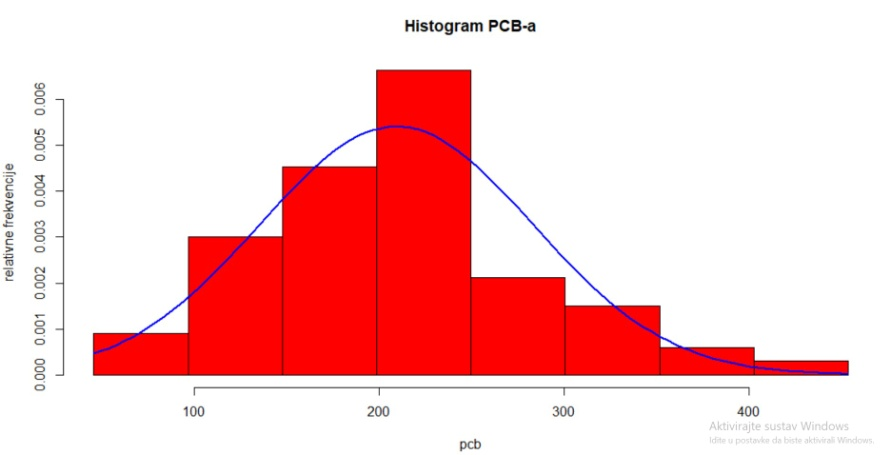 Histogram PCB-a
relativne frekvencije
0.006
0.005
0.004
0.003
0.002
0.001
0.000
100 200 300 400
pcb
Aktivirajte sustav Windows
Idite u postavke da biste aktivirali Windows.